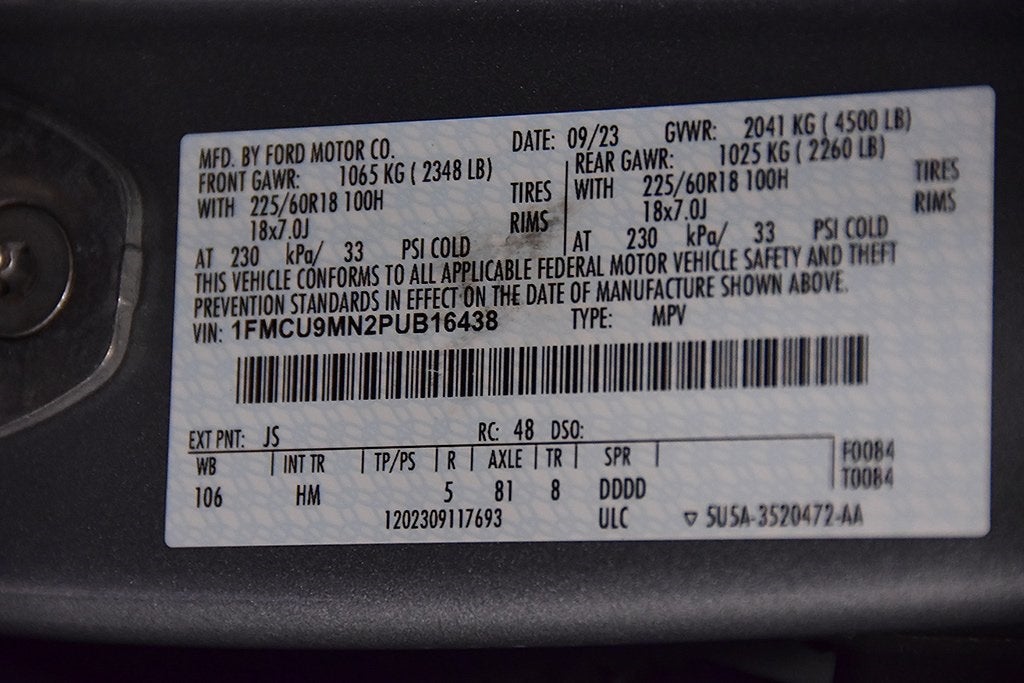 MFD. BY FORD MOTOR CO. DATE: 09/23 GVWR: 2041 KG ( 4500 LB)
FRONT GAWR: 1065 KG ( 2348 LB) REAR GAWR: 1025 KG ( 2260 LB)
WITH 225/60R18 100H TIRES WITH 225/60R18 100H TIRES
18x7.0J RIMS 18x7.0J RIMS
AT 230 kPa/ 33 PSI COLD AT 230 kPa/ 33 PSI COLD
THIS VEHICLE CONFORMS TO ALL APPLICABLE FEDERAL MOTOR VEHICLE SAFETY AND THEFT
PREVENTION STANDARDS IN EFFECT ON THE DATE OF MANUFACTURE SHOWN ABOVE.
VIN: 1FMCU9MN2PUB16438 TYPE: MPV
EXT PNT: JS RC: 48 DSO:
WB INT TR TP/PS R AXLE TR SPR F0084
106 HM 5 81 8 DDDD T0084
1202309117693 ULC ▽ 5U5A-3520472-AA